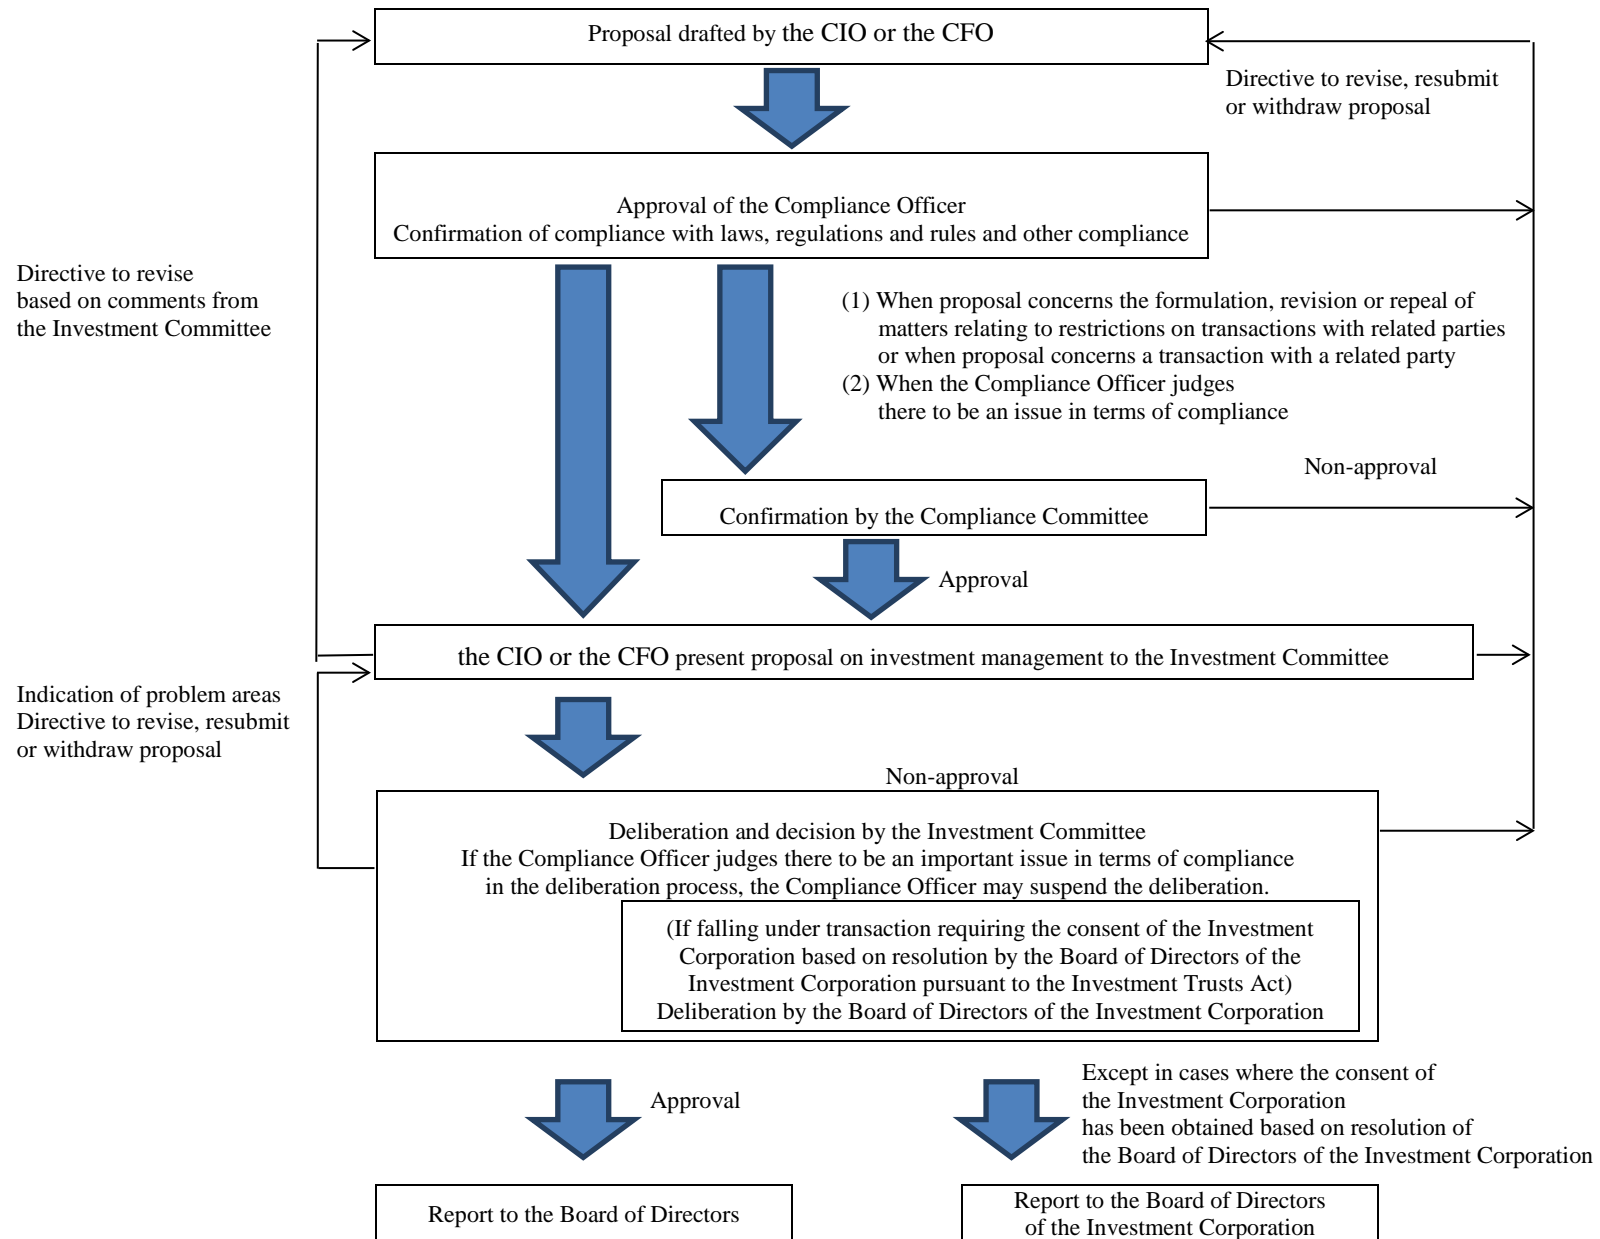 Proposal drafted by the CIO or the CFO
Directive to revise, resubmit
or withdraw proposal
Approval of the Compliance Officer
Confirmation of compliance with laws, regulations and rules and other compliance
Directive to revise
based on comments from
the Investment Committee
(1) When proposal concerns the formulation, revision or repeal of
matters relating to restrictions on transactions with related parties
or when proposal concerns a transaction with a related party
(2) When the Compliance Officer judges
there to be an issue in terms of compliance
Non-approval
Confirmation by the Compliance Committee
Approval
the CIO or the CFO present proposal on investment management to the Investment Committee
Indication of problem areas
Directive to revise, resubmit
or withdraw proposal
Non-approval
Deliberation and decision by the Investment Committee
If the Compliance Officer judges there to be an important issue in terms of compliance
in the deliberation process, the Compliance Officer may suspend the deliberation.
(If falling under transaction requiring the consent of the Investment
Corporation based on resolution by the Board of Directors of the
Investment Corporation pursuant to the Investment Trusts Act)
Deliberation by the Board of Directors of the Investment Corporation
Approval
Except in cases where the consent of
the Investment Corporation
has been obtained based on resolution of
the Board of Directors of the Investment Corporation
Report to the Board of Directors
Report to the Board of Directors
of the Investment Corporation